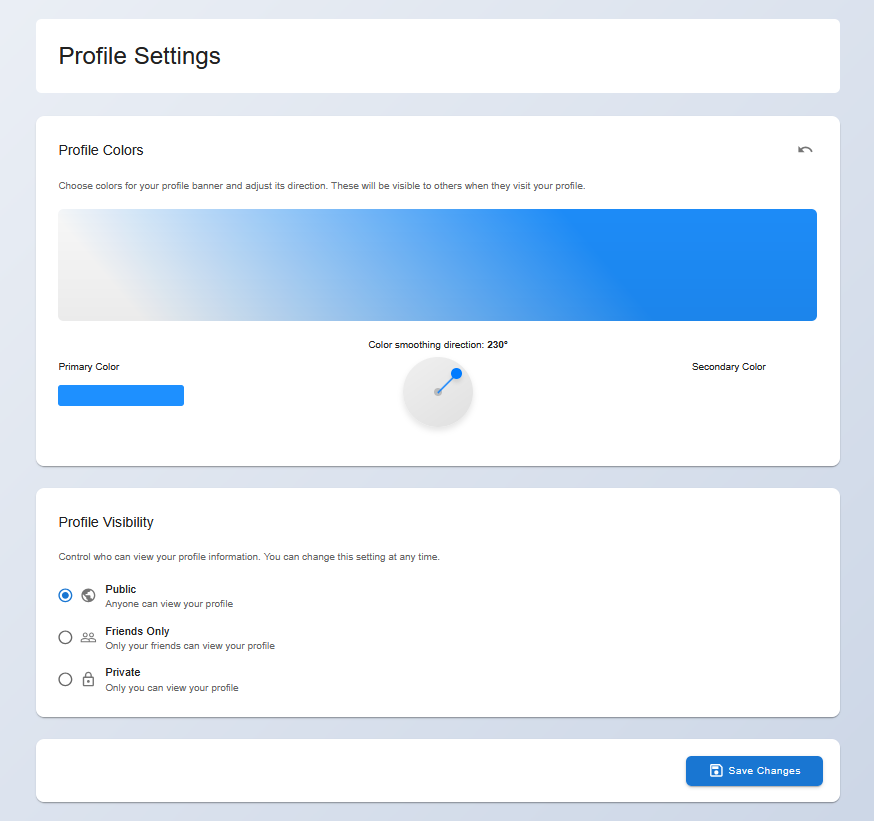 Profile Settings
Profile Colors
Choose colors for your profile banner and adjust its direction. These will be visible to others when they visit your profile.
Color smoothing direction: 230°
Primary Color
Secondary Color
Profile Visibility
Control who can view your profile information. You can change this setting at any time.
Public
Anyone can view your profile
Friends Only
Only your friends can view your profile
Private
Only you can view your profile
Save Changes